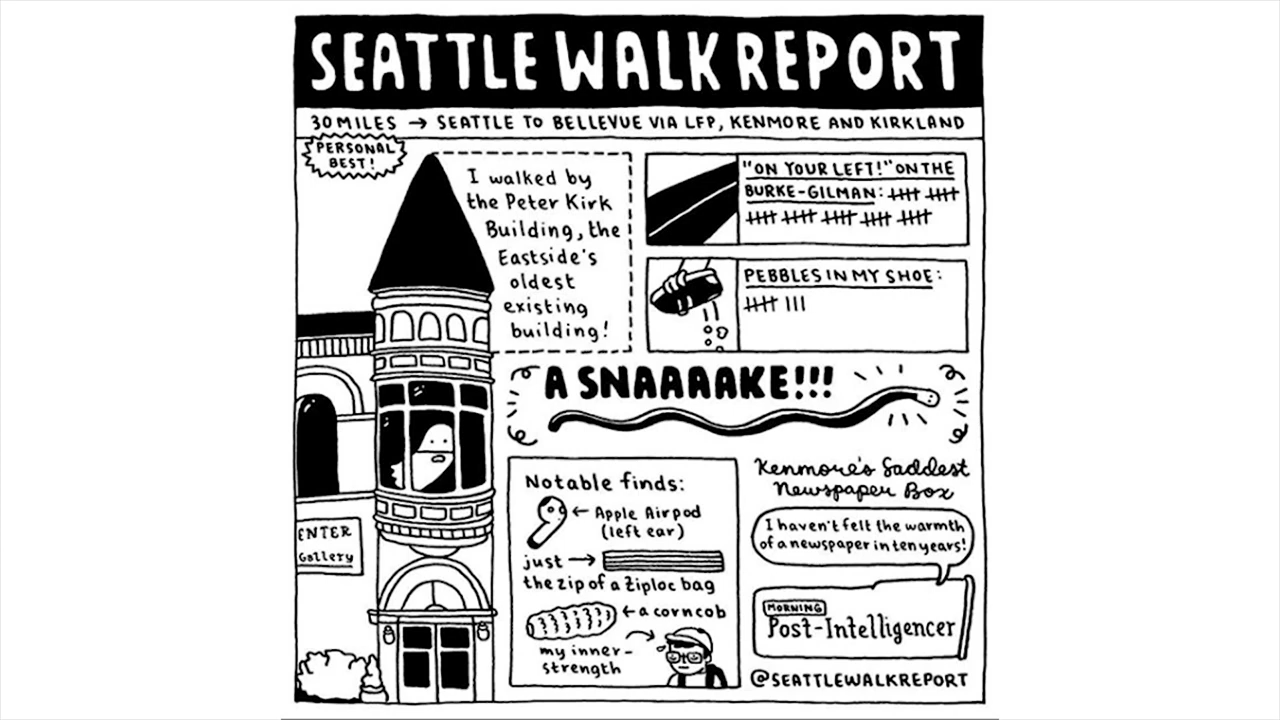 SEATTLE WALK REPORT
30 MILES → SEATTLE TO BELLEVUE VIA LFP, KENMORE AND KIRKLAND
PERSONAL
BEST!
I walked by
the Peter Kirk
Building, the
Eastside's
oldest
existing
building!
"ON YOUR LEFT!" ON THE
BURKE-GILMAN:
PEBBLES IN MY SHOE:
A SNAAAAKE!!!
ENTER
Gallery
Notable finds:
← Apple Airpod
(left ear)
just →
the zip of a Ziploc bag
← a corncob
my inner-
strength
Kenmore's Saddest
Newspaper Box
I haven't felt the warmth
of a newspaper in ten years!
MORNING
Post-Intelligencer
@SEATTLEWALKREPORT